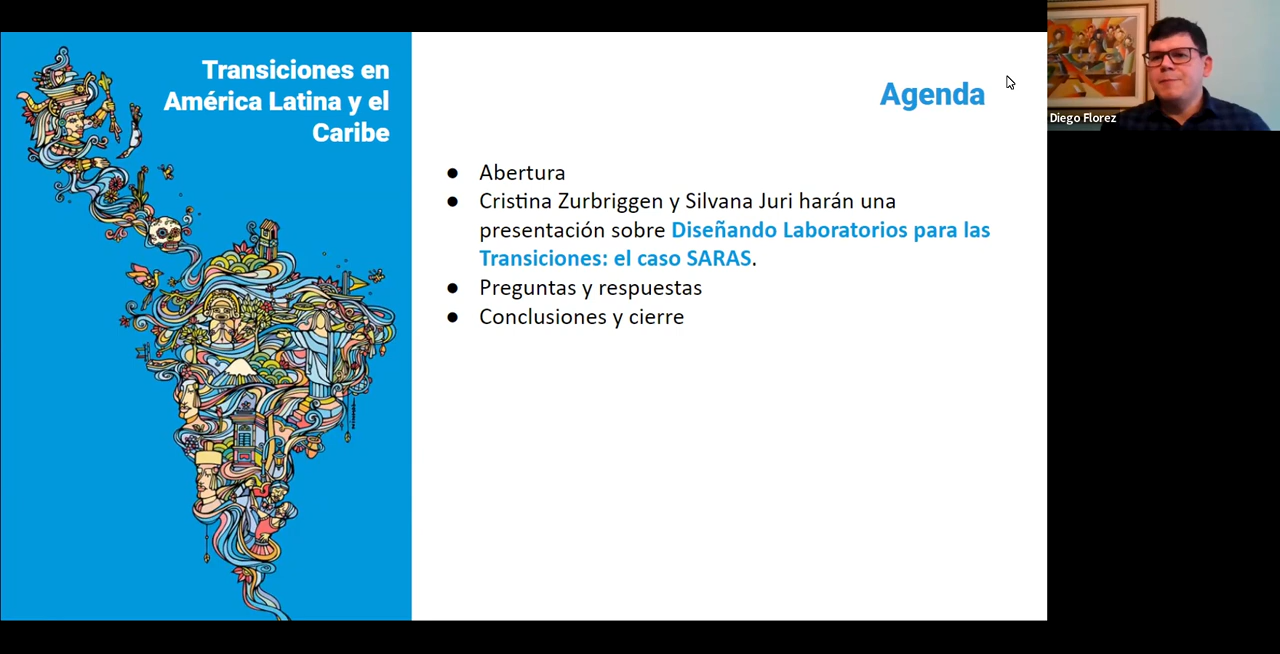 Transiciones en
América Latina y el
Caribe
Agenda
● Abertura
● Cristina Zurbriggen y Silvana Juri harán una
presentación sobre Diseñando Laboratorios para las
Transiciones: el caso SARAS.
● Preguntas y respuestas
● Conclusiones y cierre
Diego Florez